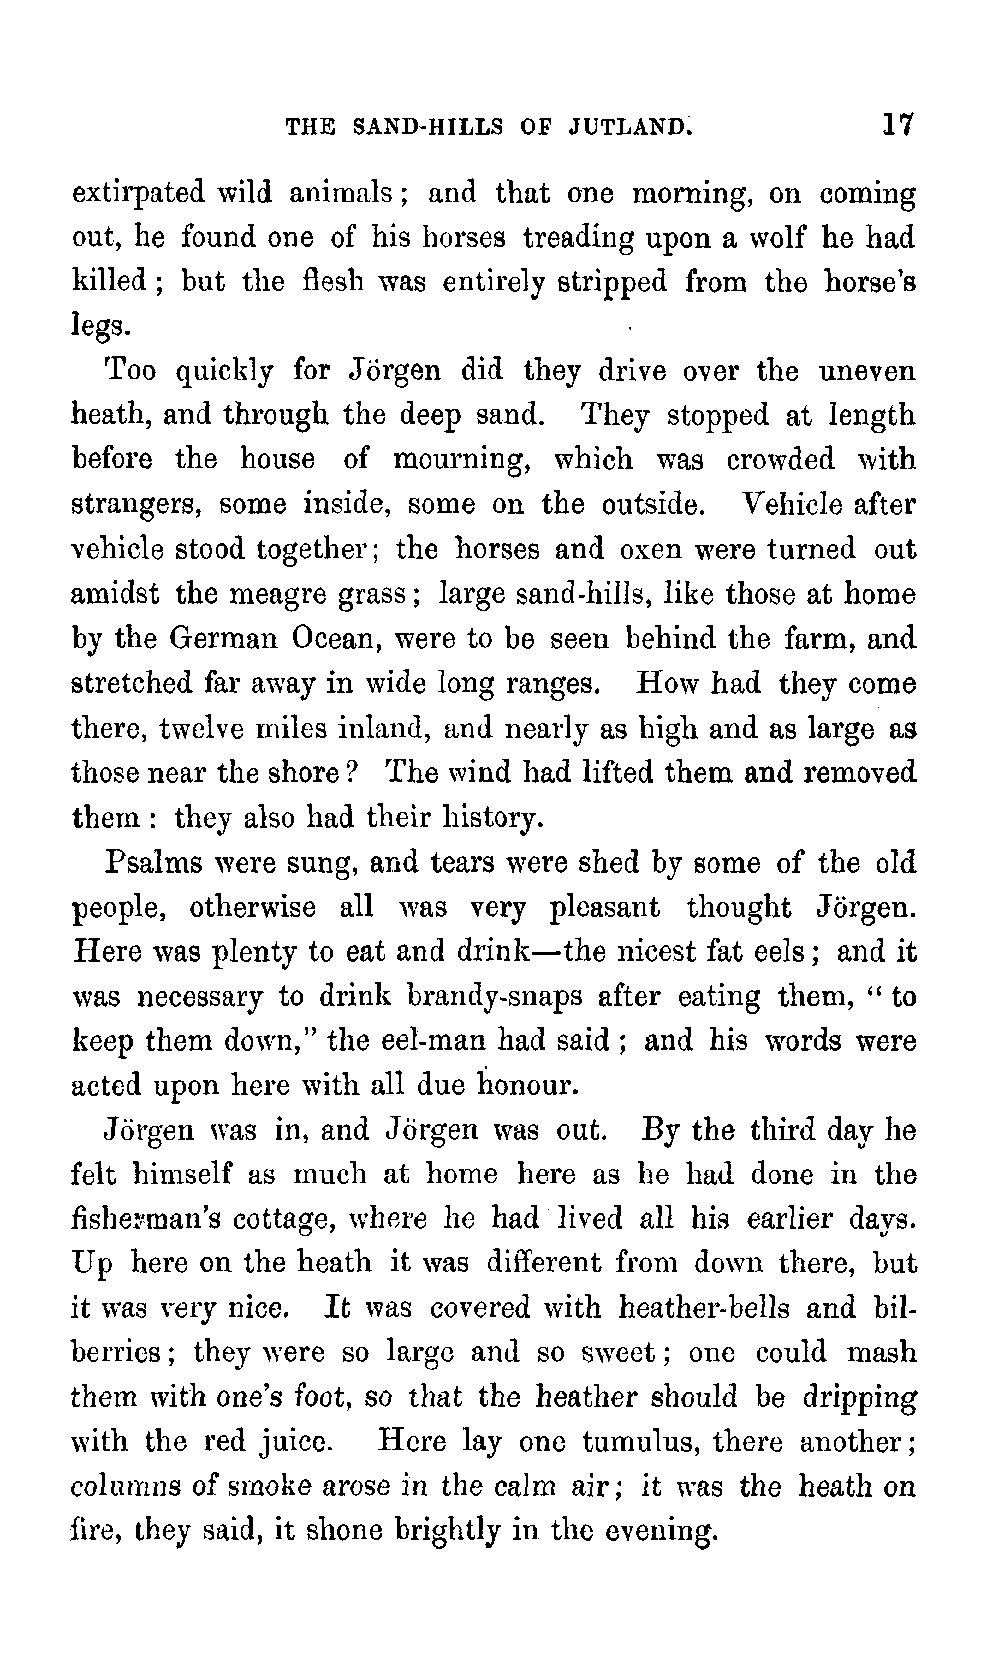 THE SAND-HILLS OF JUTLAND. 17
extirpated wild animals; and that one morning, on coming
out, he found one of his horses treading upon a wolf he had
killed; but the flesh was entirely stripped from the horse's
legs.
Too quickly for Jörgen did they drive over the uneven
heath, and through the deep sand. They stopped at length
before the house of mourning, which was crowded with
strangers, some inside, some on the outside. Vehicle after
vehicle stood together; the horses and oxen were turned out
amidst the meagre grass; large sand-hills, like those at home
by the German Ocean, were to be seen behind the farm, and
stretched far away in wide long ranges. How had they come
there, twelve miles inland, and nearly as high and as large as
those near the shore? The wind had lifted them and removed
them: they also had their history.
Psalms were sung, and tears were shed by some of the old
people, otherwise all was very pleasant thought Jörgen.
Here was plenty to eat and drink—the nicest fat eels; and it
was necessary to drink brandy-snaps after eating them, "to
keep them down," the eel-man had said; and his words were
acted upon here with all due honour.
Jörgen was in, and Jörgen was out. By the third day he
felt himself as much at home here as he had done in the
fisherman's cottage, where he had lived all his earlier days.
Up here on the heath it was different from down there, but
it was very nice. It was covered with heather-bells and bil-
berries; they were so large and so sweet; one could mash
them with one's foot, so that the heather should be dripping
with the red juice. Here lay one tumulus, there another;
columns of smoke arose in the calm air; it was the heath on
fire, they said, it shone brightly in the evening.